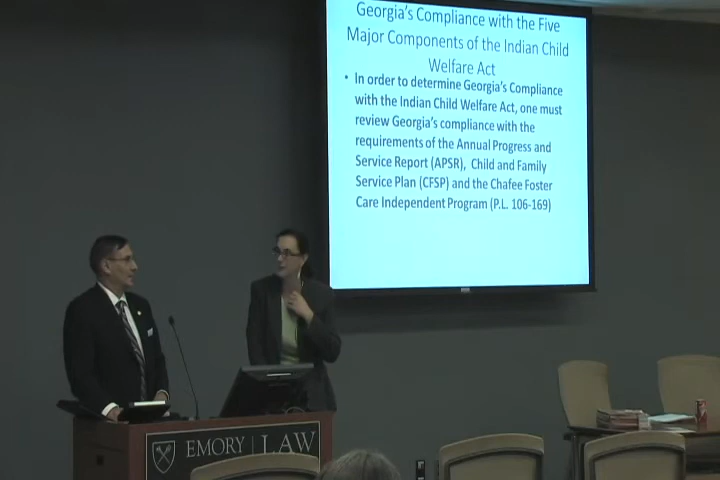 Georgia's Compliance with the Five
Major Components of the Indian Child
Welfare Act
• In order to determine Georgia's Compliance
with the Indian Child Welfare Act, one must
review Georgia's compliance with the
requirements of the Annual Progress and
Service Report (APSR), Child and Family
Service Plan (CFSP) and the Chafee Foster
Care Independent Program (P.L. 106-169)
EMORY | LAW